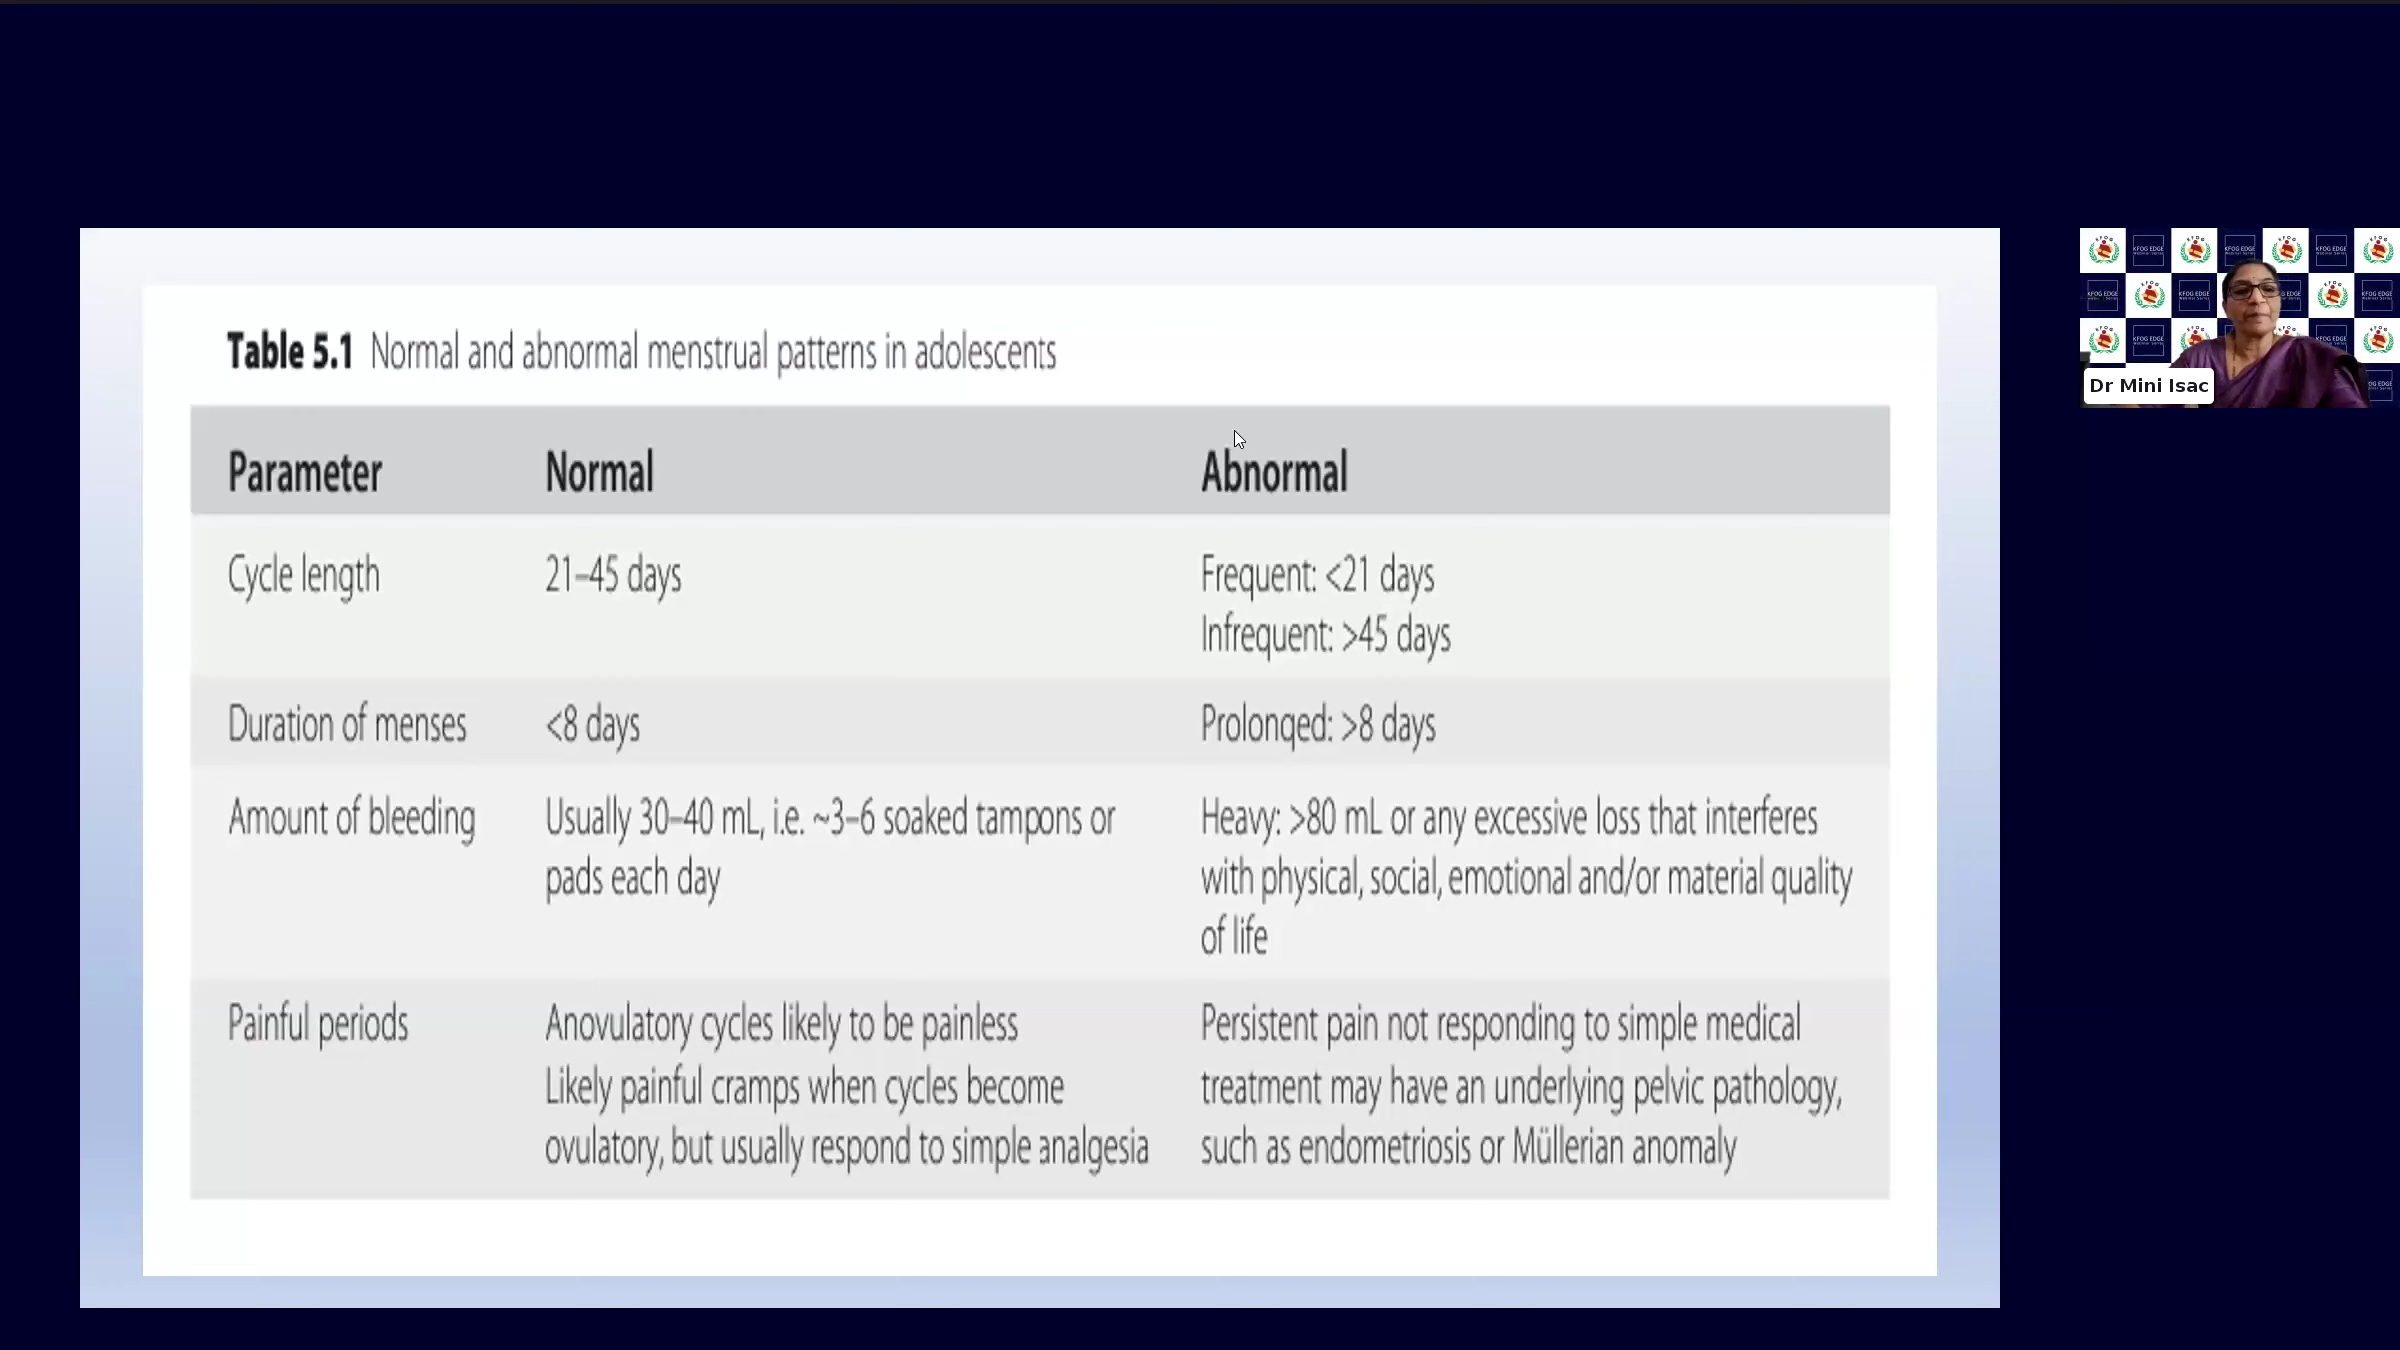 Table 5.1 Normal and abnormal menstrual patterns in adolescents
Parameter Normal Abnormal
Cycle length 21–45 days Frequent: <21 days
Infrequent: >45 days
Duration of menses <8 days Prolonged: >8 days
Amount of bleeding Usually 30–40 mL, i.e. ~3–6 soaked tampons or Heavy: >80 mL or any excessive loss that interferes
pads each day with physical, social, emotional and/or material quality
of life
Painful periods Anovulatory cycles likely to be painless Persistent pain not responding to simple medical
Likely painful cramps when cycles become treatment may have an underlying pelvic pathology,
ovulatory, but usually respond to simple analgesia such as endometriosis or Müllerian anomaly
KFOG EDGE
Dr Mini Isac